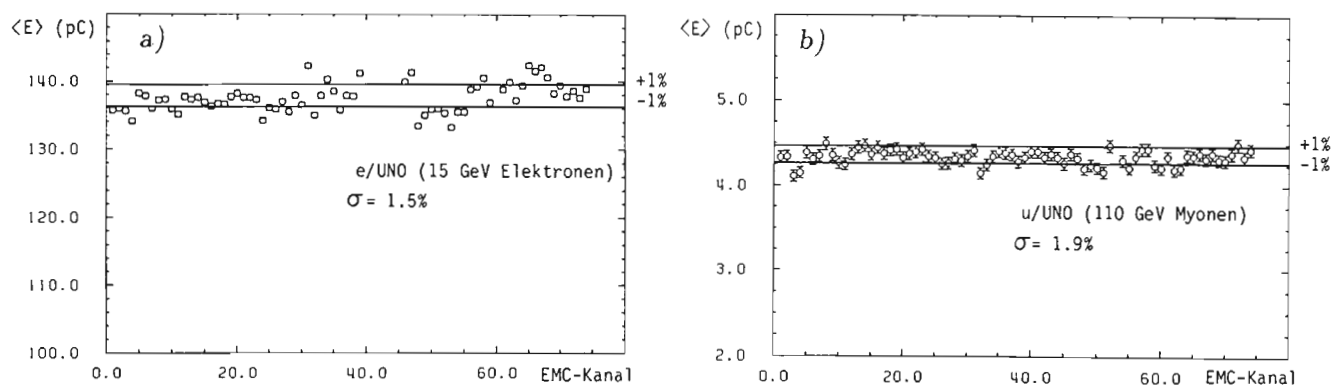 ⟨E⟩ (pC)
a)
140.0
130.0
120.0
110.0
100.0
+1%
-1%
e/UNO (15 GeV Elektronen)
σ = 1.5%
0.0
20.0
40.0
60.0
EMC-Kanal
⟨E⟩ (pC)
b)
5.0
4.0
3.0
2.0
+1%
-1%
u/UNO (110 GeV Myonen)
σ = 1.9%
0.0
20.0
40.0
60.0
EMC-Kanal